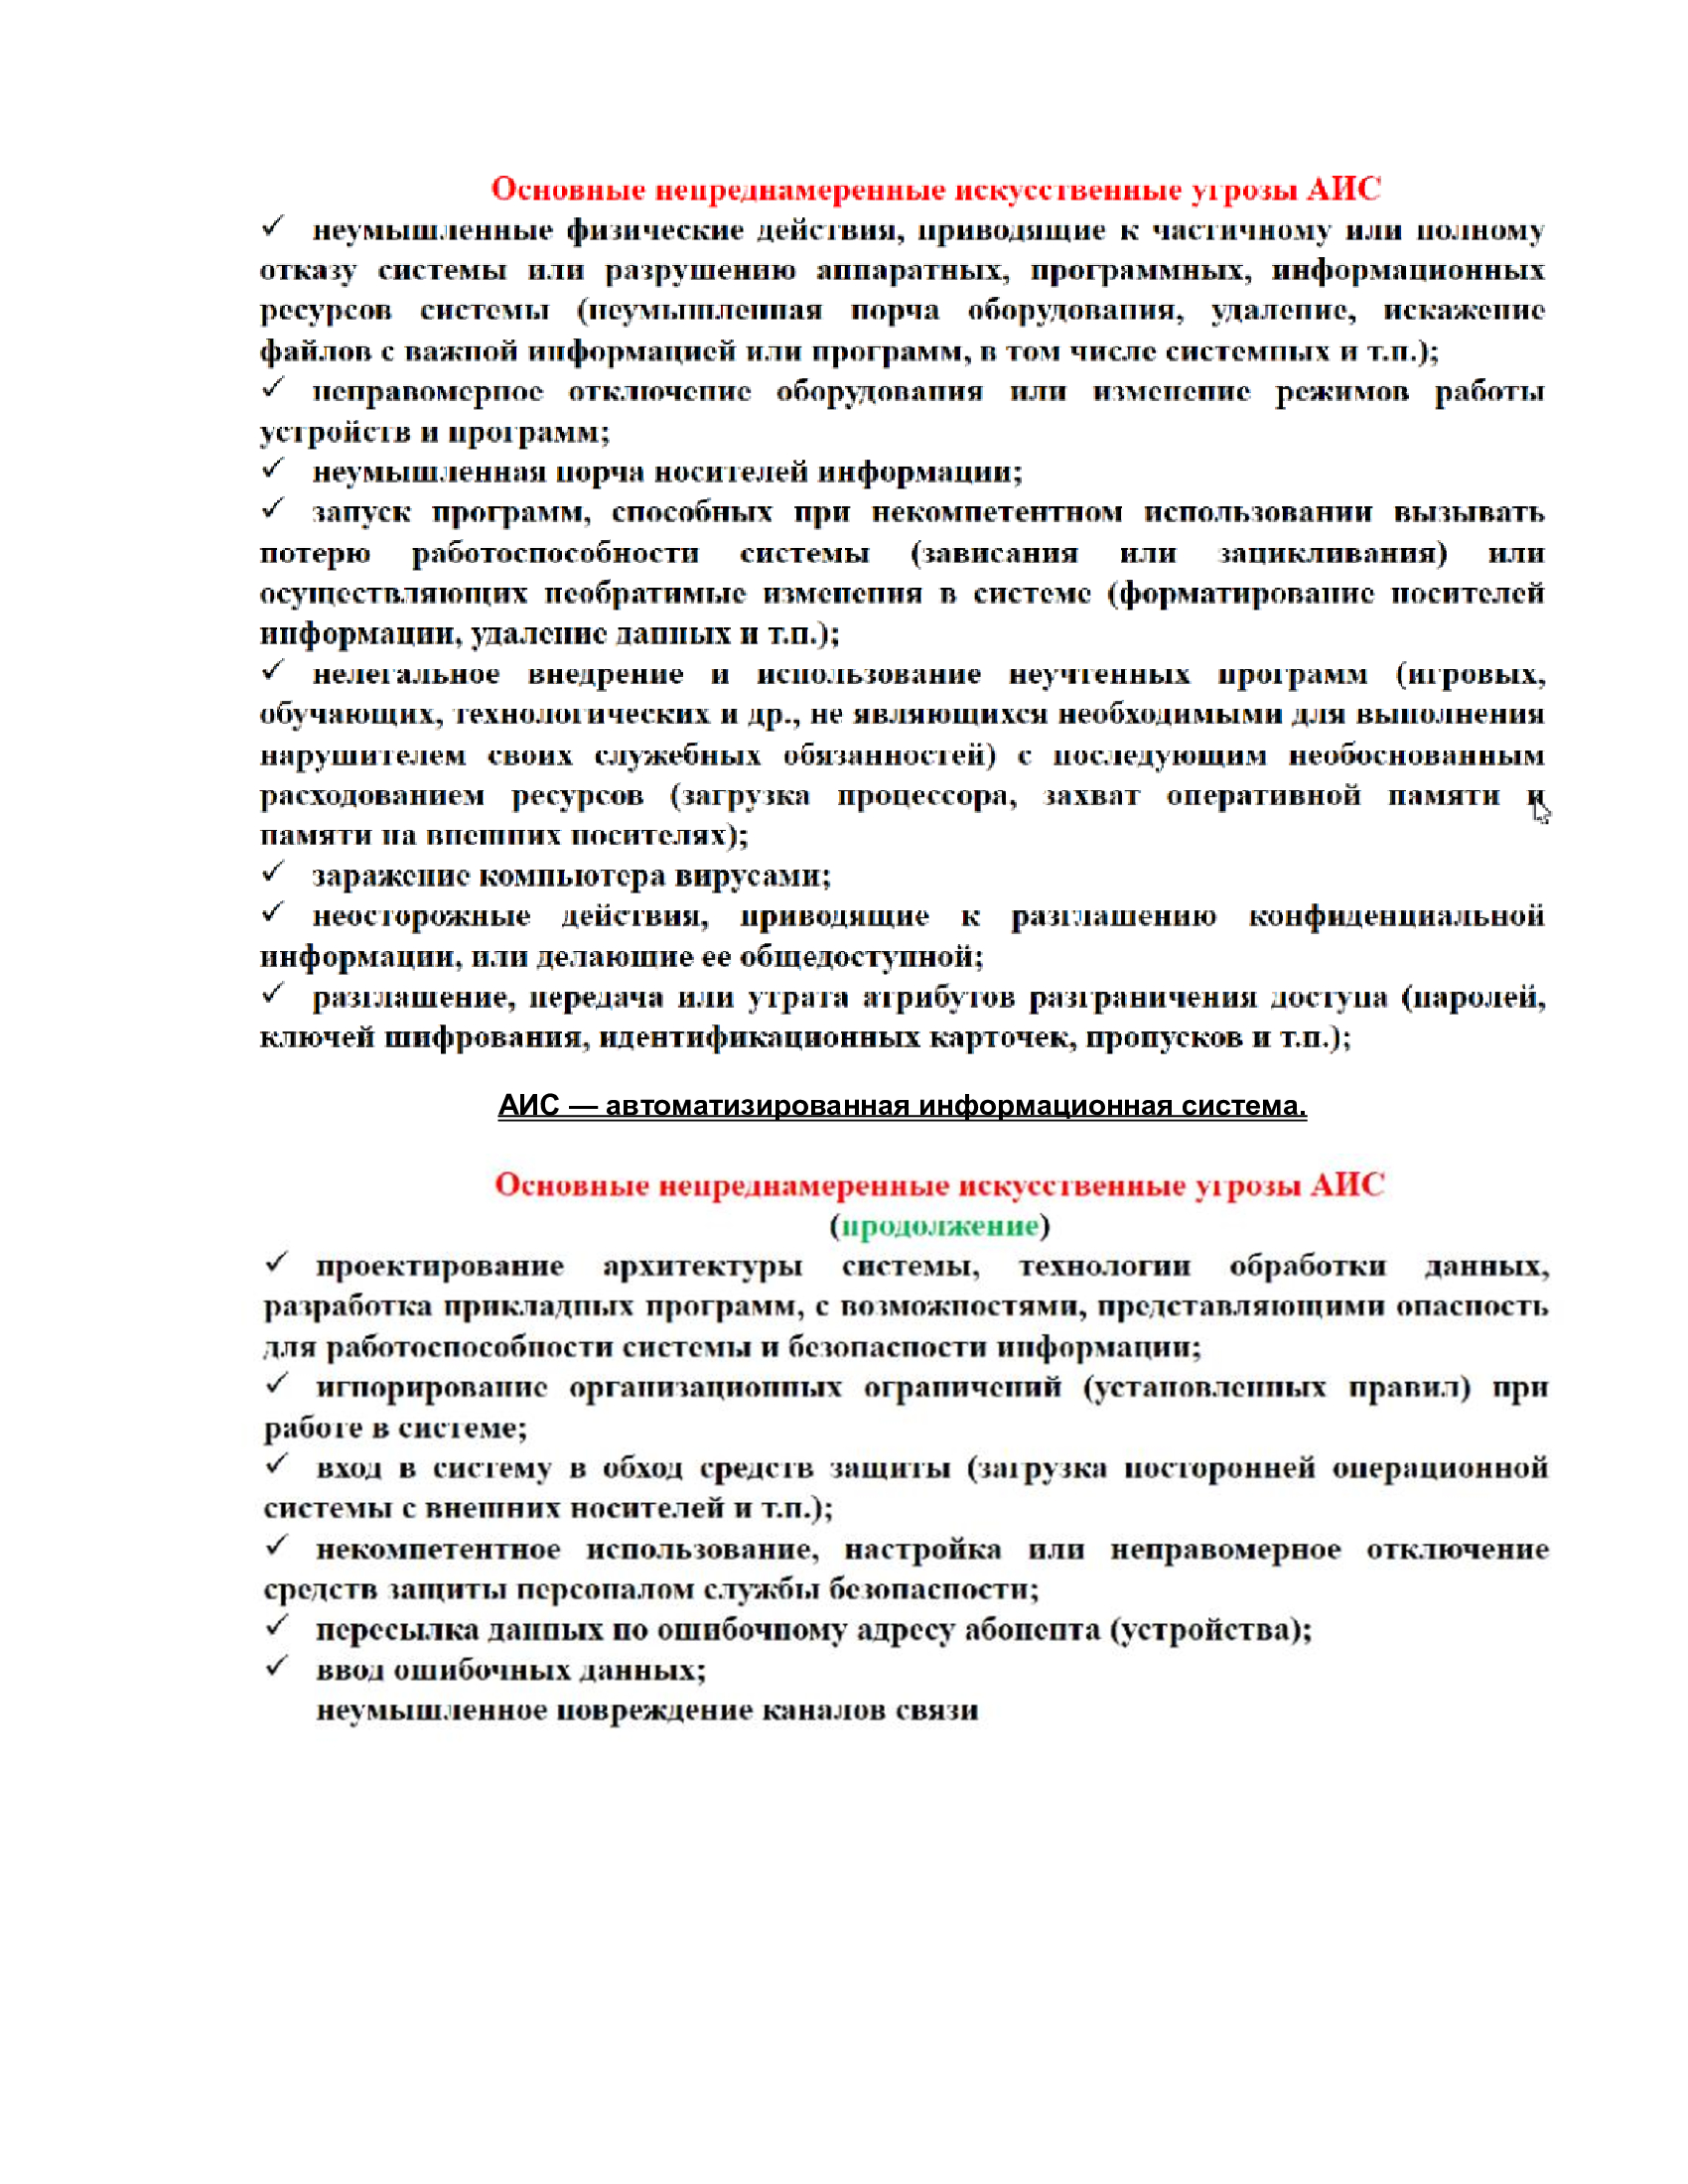 Основные непреднамеренные искусственные угрозы АИС
✓ неумышленные физические действия, приводящие к частичному или полному
отказу системы или разрушению аппаратных, программных, информационных
ресурсов системы (неумышленная порча оборудования, удаление, искажение
файлов с важной информацией или программ, в том числе системных и т.п.);
✓ неправомерное отключение оборудования или изменение режимов работы
устройств и программ;
✓ неумышленная порча носителей информации;
✓ запуск программ, способных при некомпетентном использовании вызывать
потерю работоспособности системы (зависания или зацикливания) или
осуществляющих необратимые изменения в системе (форматирование носителей
информации, удаление данных и т.п.);
✓ нелегальное внедрение и использование неучтенных программ (игровых,
обучающих, технологических и др., не являющихся необходимыми для выполнения
нарушителем своих служебных обязанностей) с последующим необоснованным
расходованием ресурсов (загрузка процессора, захват оперативной памяти и
памяти на внешних носителях);
✓ заражение компьютера вирусами;
✓ неосторожные действия, приводящие к разглашению конфиденциальной
информации, или делающие ее общедоступной;
✓ разглашение, передача или утрата атрибутов разграничения доступа (паролей,
ключей шифрования, идентификационных карточек, пропусков и т.п.);
АИС — автоматизированная информационная система.
Основные непреднамеренные искусственные угрозы АИС
(продолжение)
✓ проектирование архитектуры системы, технологии обработки данных,
разработка прикладных программ, с возможностями, представляющими опасность
для работоспособности системы и безопасности информации;
✓ игнорирование организационных ограничений (установленных правил) при
работе в системе;
✓ вход в систему в обход средств защиты (загрузка посторонней операционной
системы с внешних носителей и т.п.);
✓ некомпетентное использование, настройка или неправомерное отключение
средств защиты персоналом службы безопасности;
✓ пересылка данных по ошибочному адресу абонента (устройства);
✓ ввод ошибочных данных;
неумышленное повреждение каналов связи